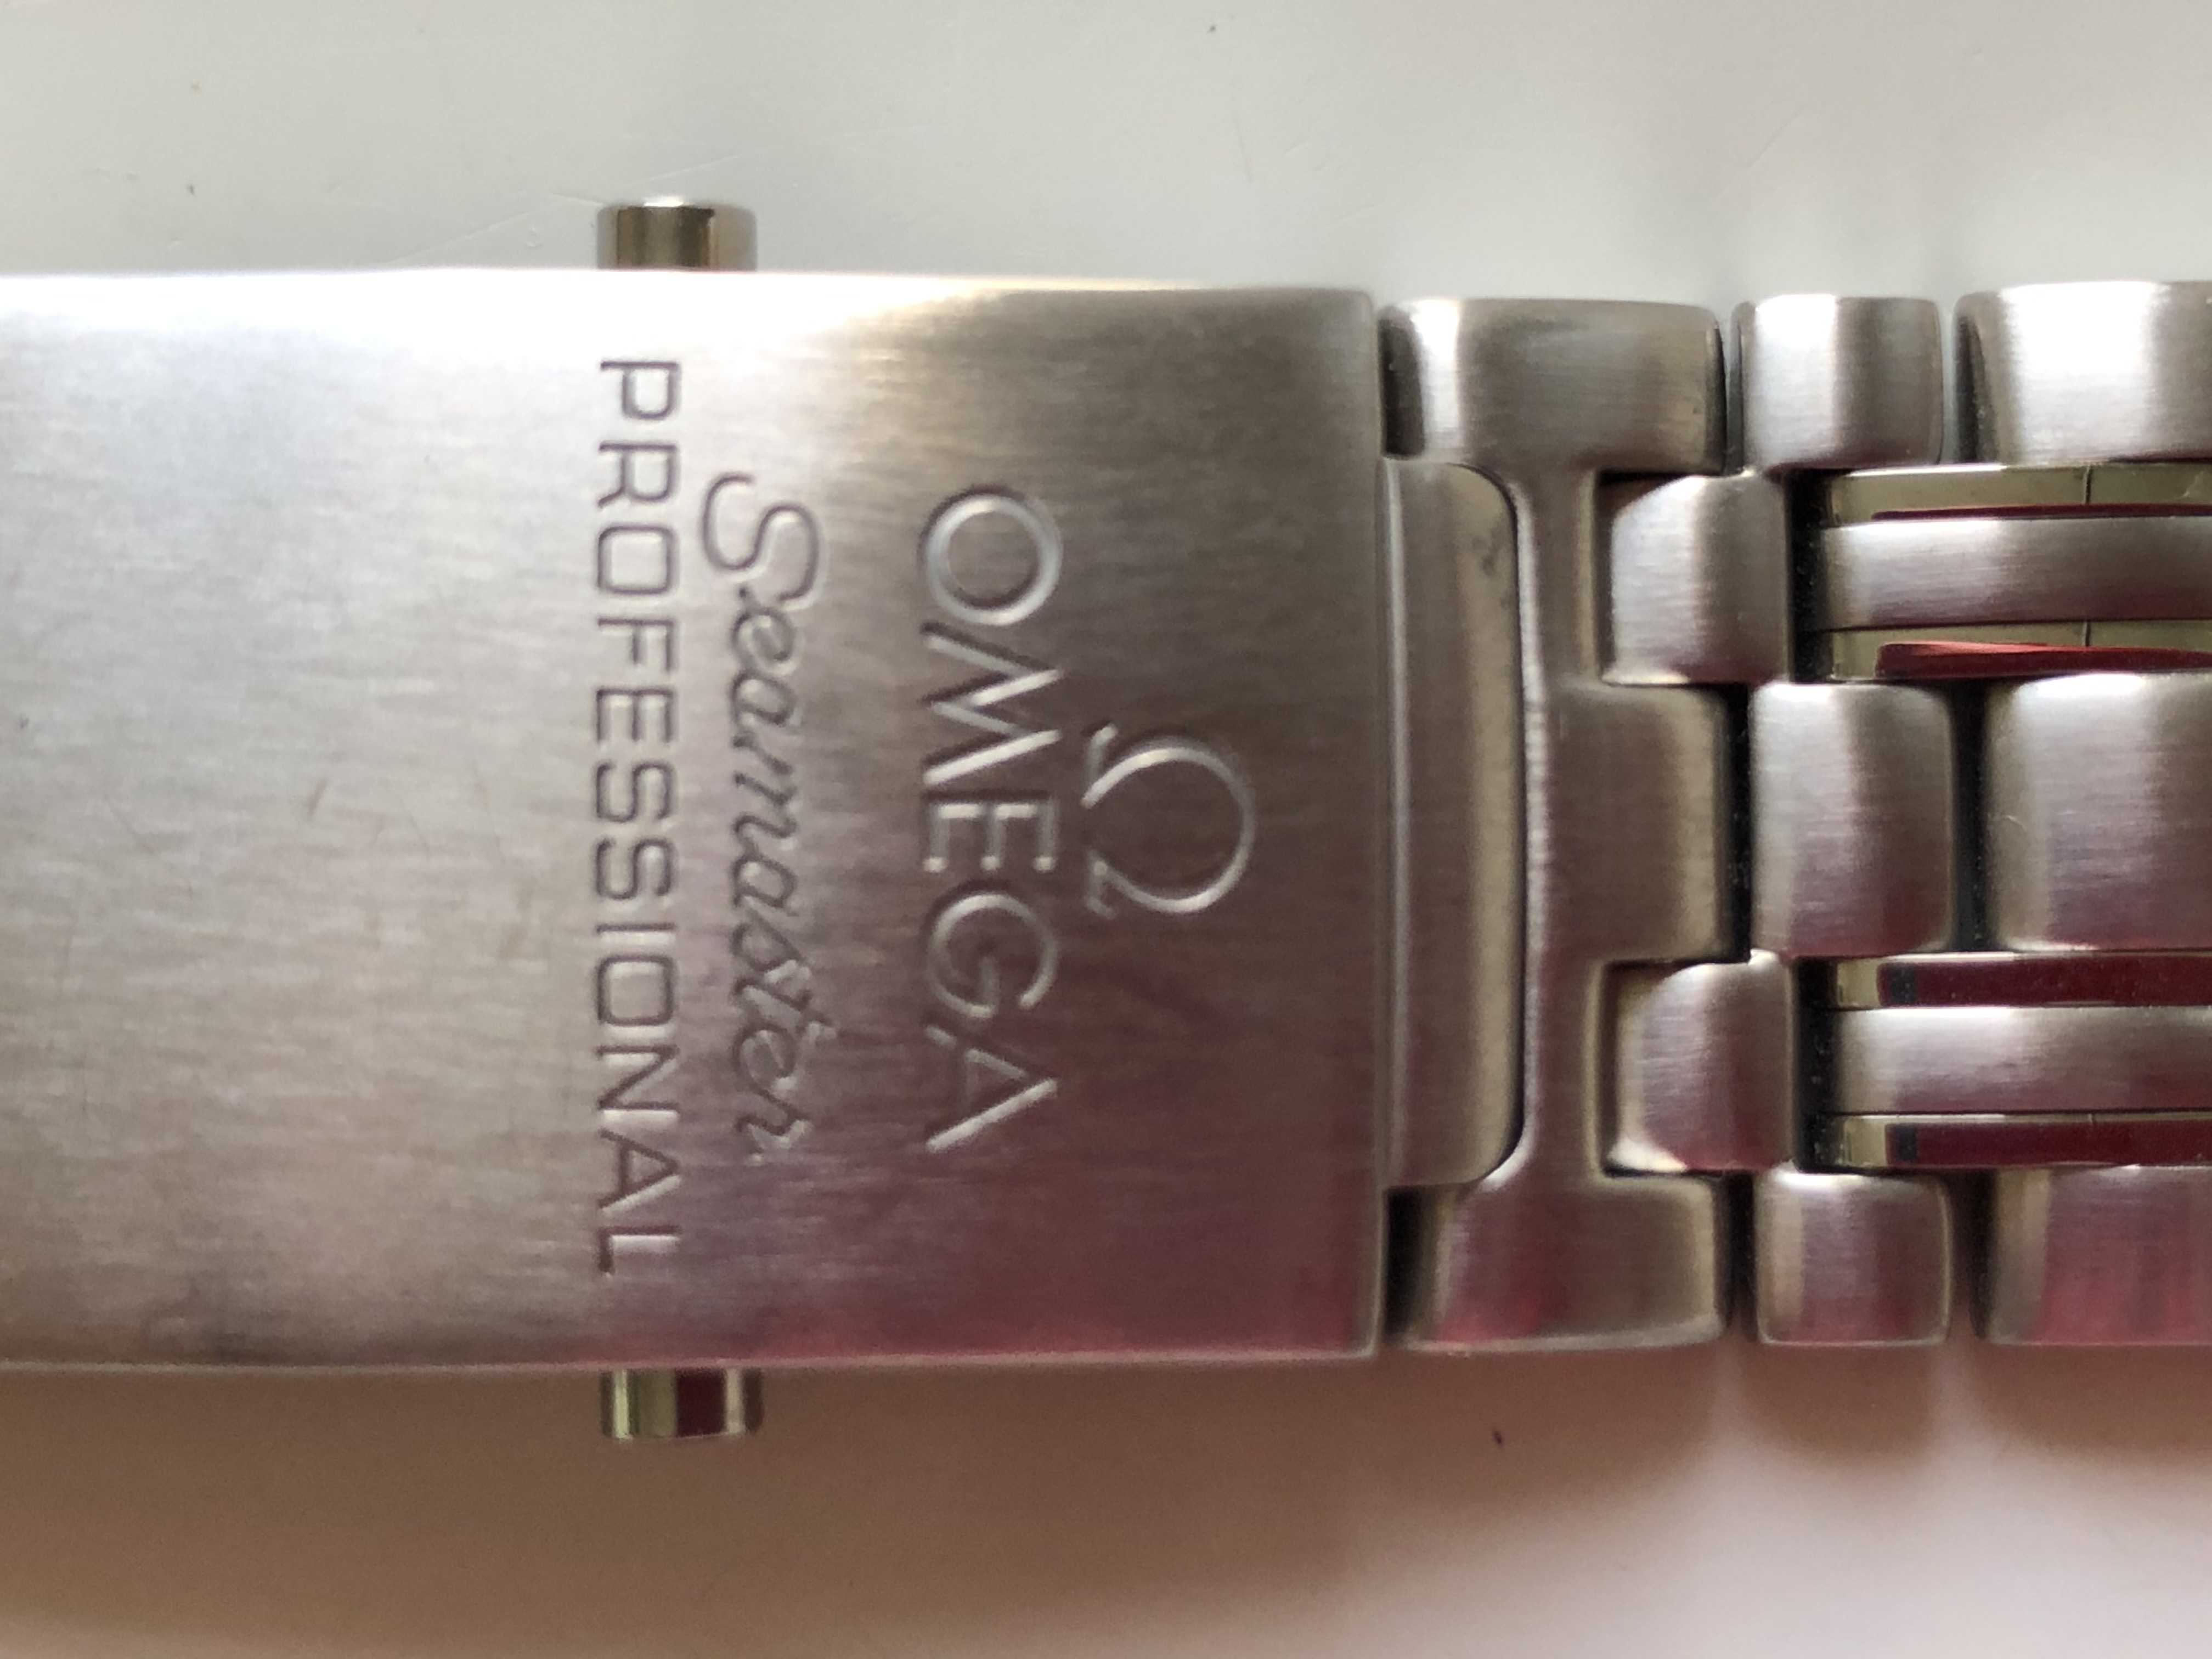 Ω
OMEGA
Seamaster
PROFESSIONAL